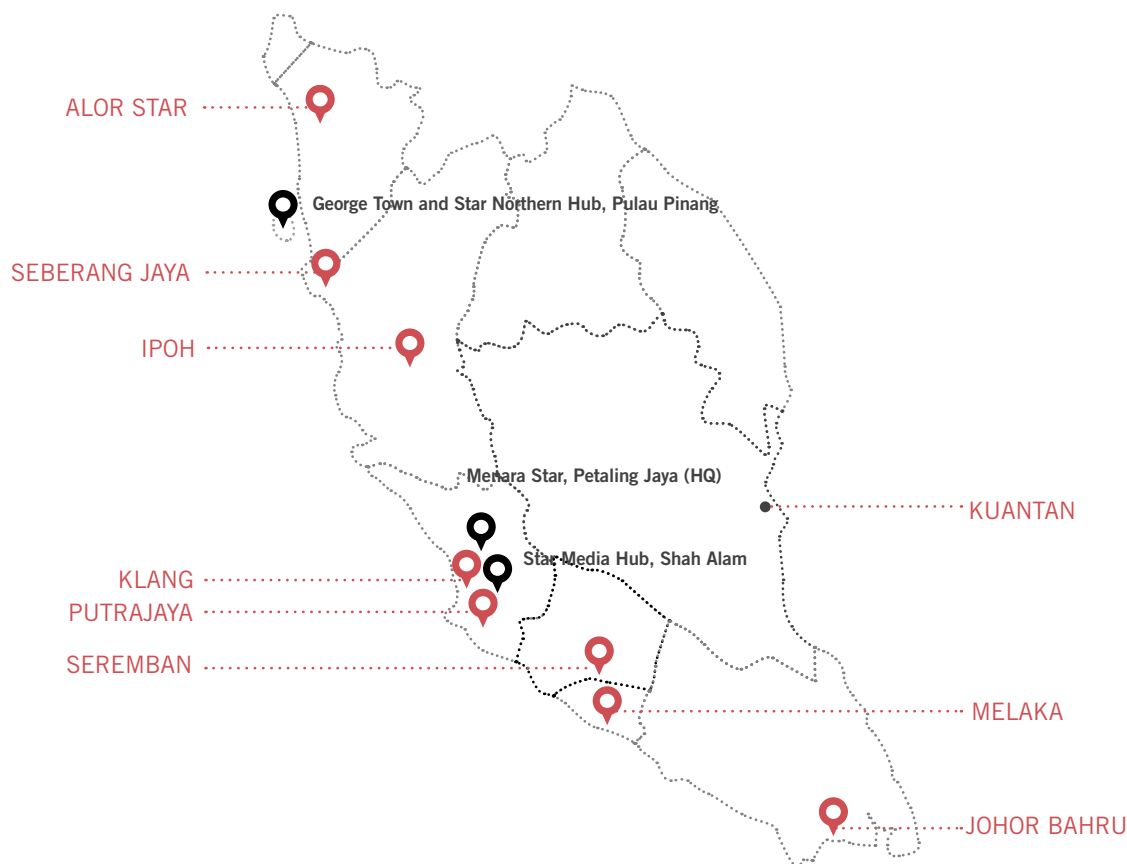 ALOR STAR
George Town and Star Northern Hub, Pulau Pinang
SEBERANG JAYA
IPOH
Menara Star, Petaling Jaya (HQ)
KUANTAN
Star Media Hub, Shah Alam
KLANG
PUTRAJAYA
SEREMBAN
MELAKA
JOHOR BAHRU